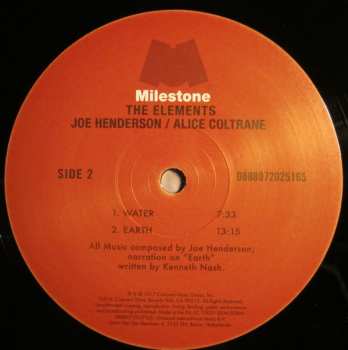 Milestone
THE ELEMENTS
JOE HENDERSON / ALICE COLTRANE
SIDE 2
0888072025165
1. WATER 7:33
2. EARTH 13:15
All Music composed by Joe Henderson;
narration on "Earth"
written by Kenneth Nash.